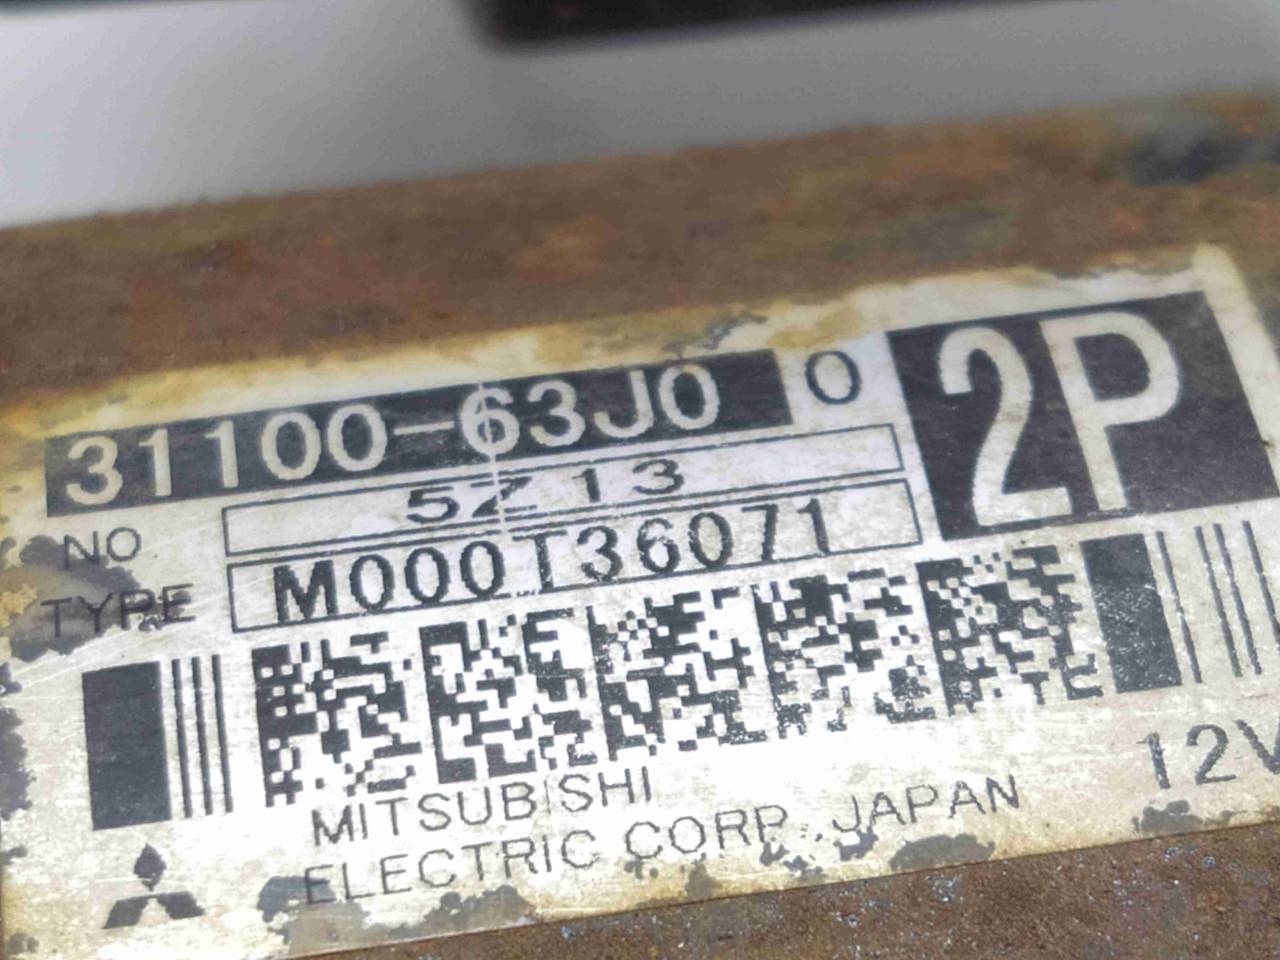 31100-63J0 0 2P
NO 5Z13
TYPE M000T36071
MITSUBISHI 12V
ELECTRIC CORP. JAPAN